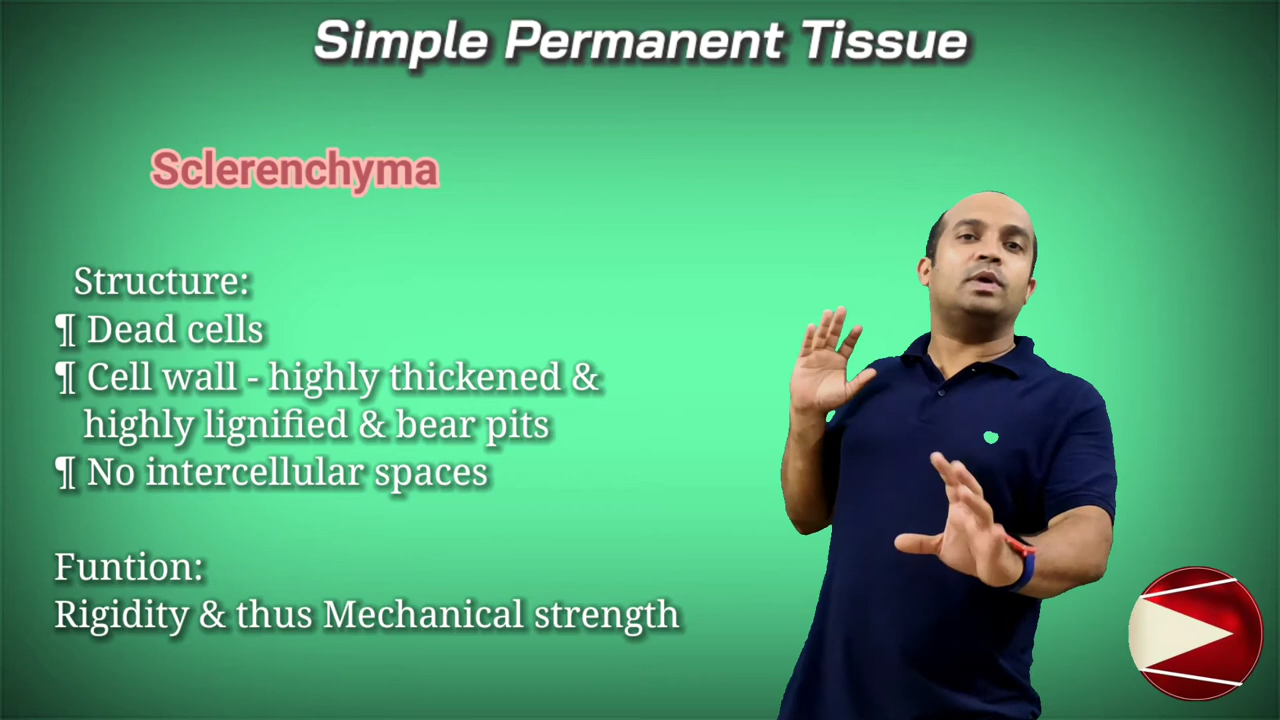 Simple Permanent Tissue
Sclerenchyma
Structure:
¶ Dead cells
¶ Cell wall - highly thickened &
highly lignified & bear pits
¶ No intercellular spaces
Funtion:
Rigidity & thus Mechanical strength